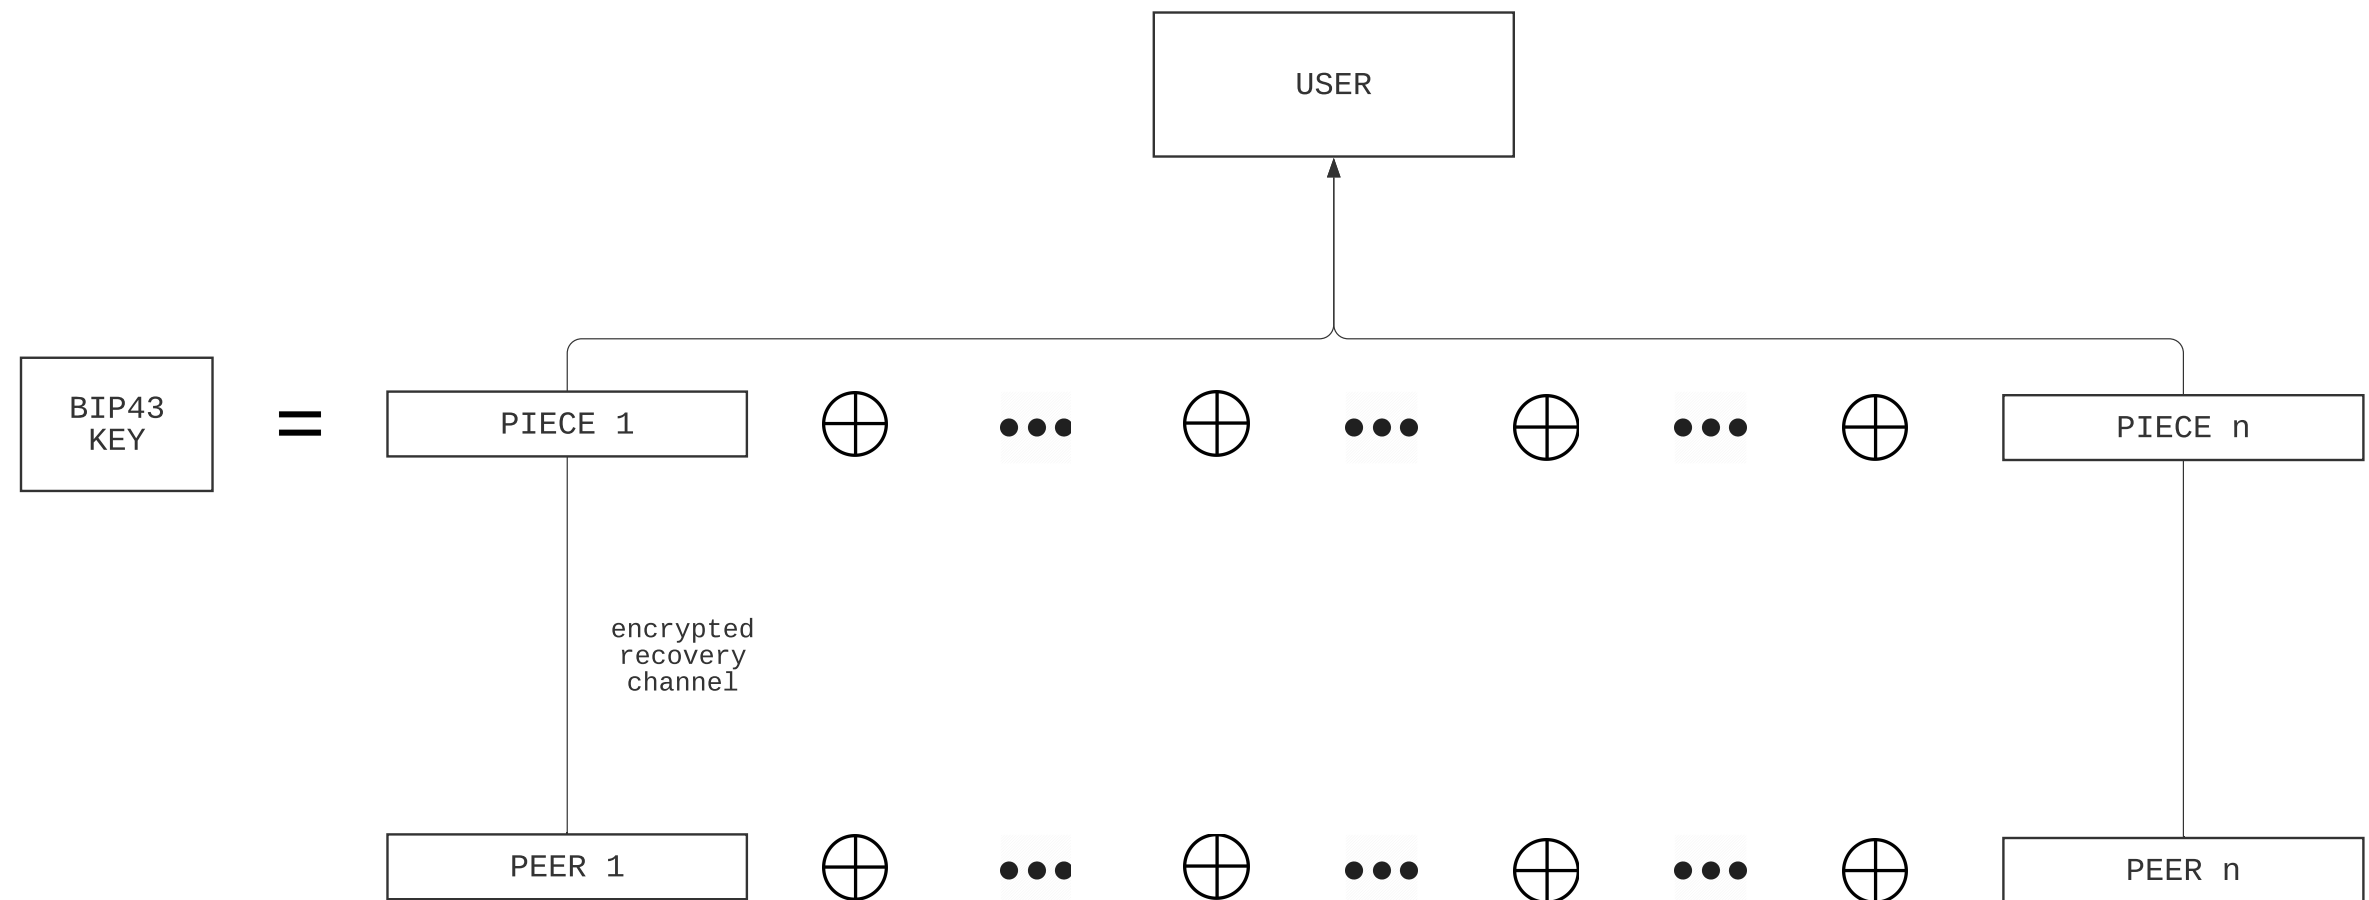 USER
BIP43
KEY
=
PIECE 1
⊕ ••• ⊕ ••• ⊕ ••• ⊕
PIECE n
encrypted
recovery
channel
PEER 1
⊕ ••• ⊕ ••• ⊕ ••• ⊕
PEER n